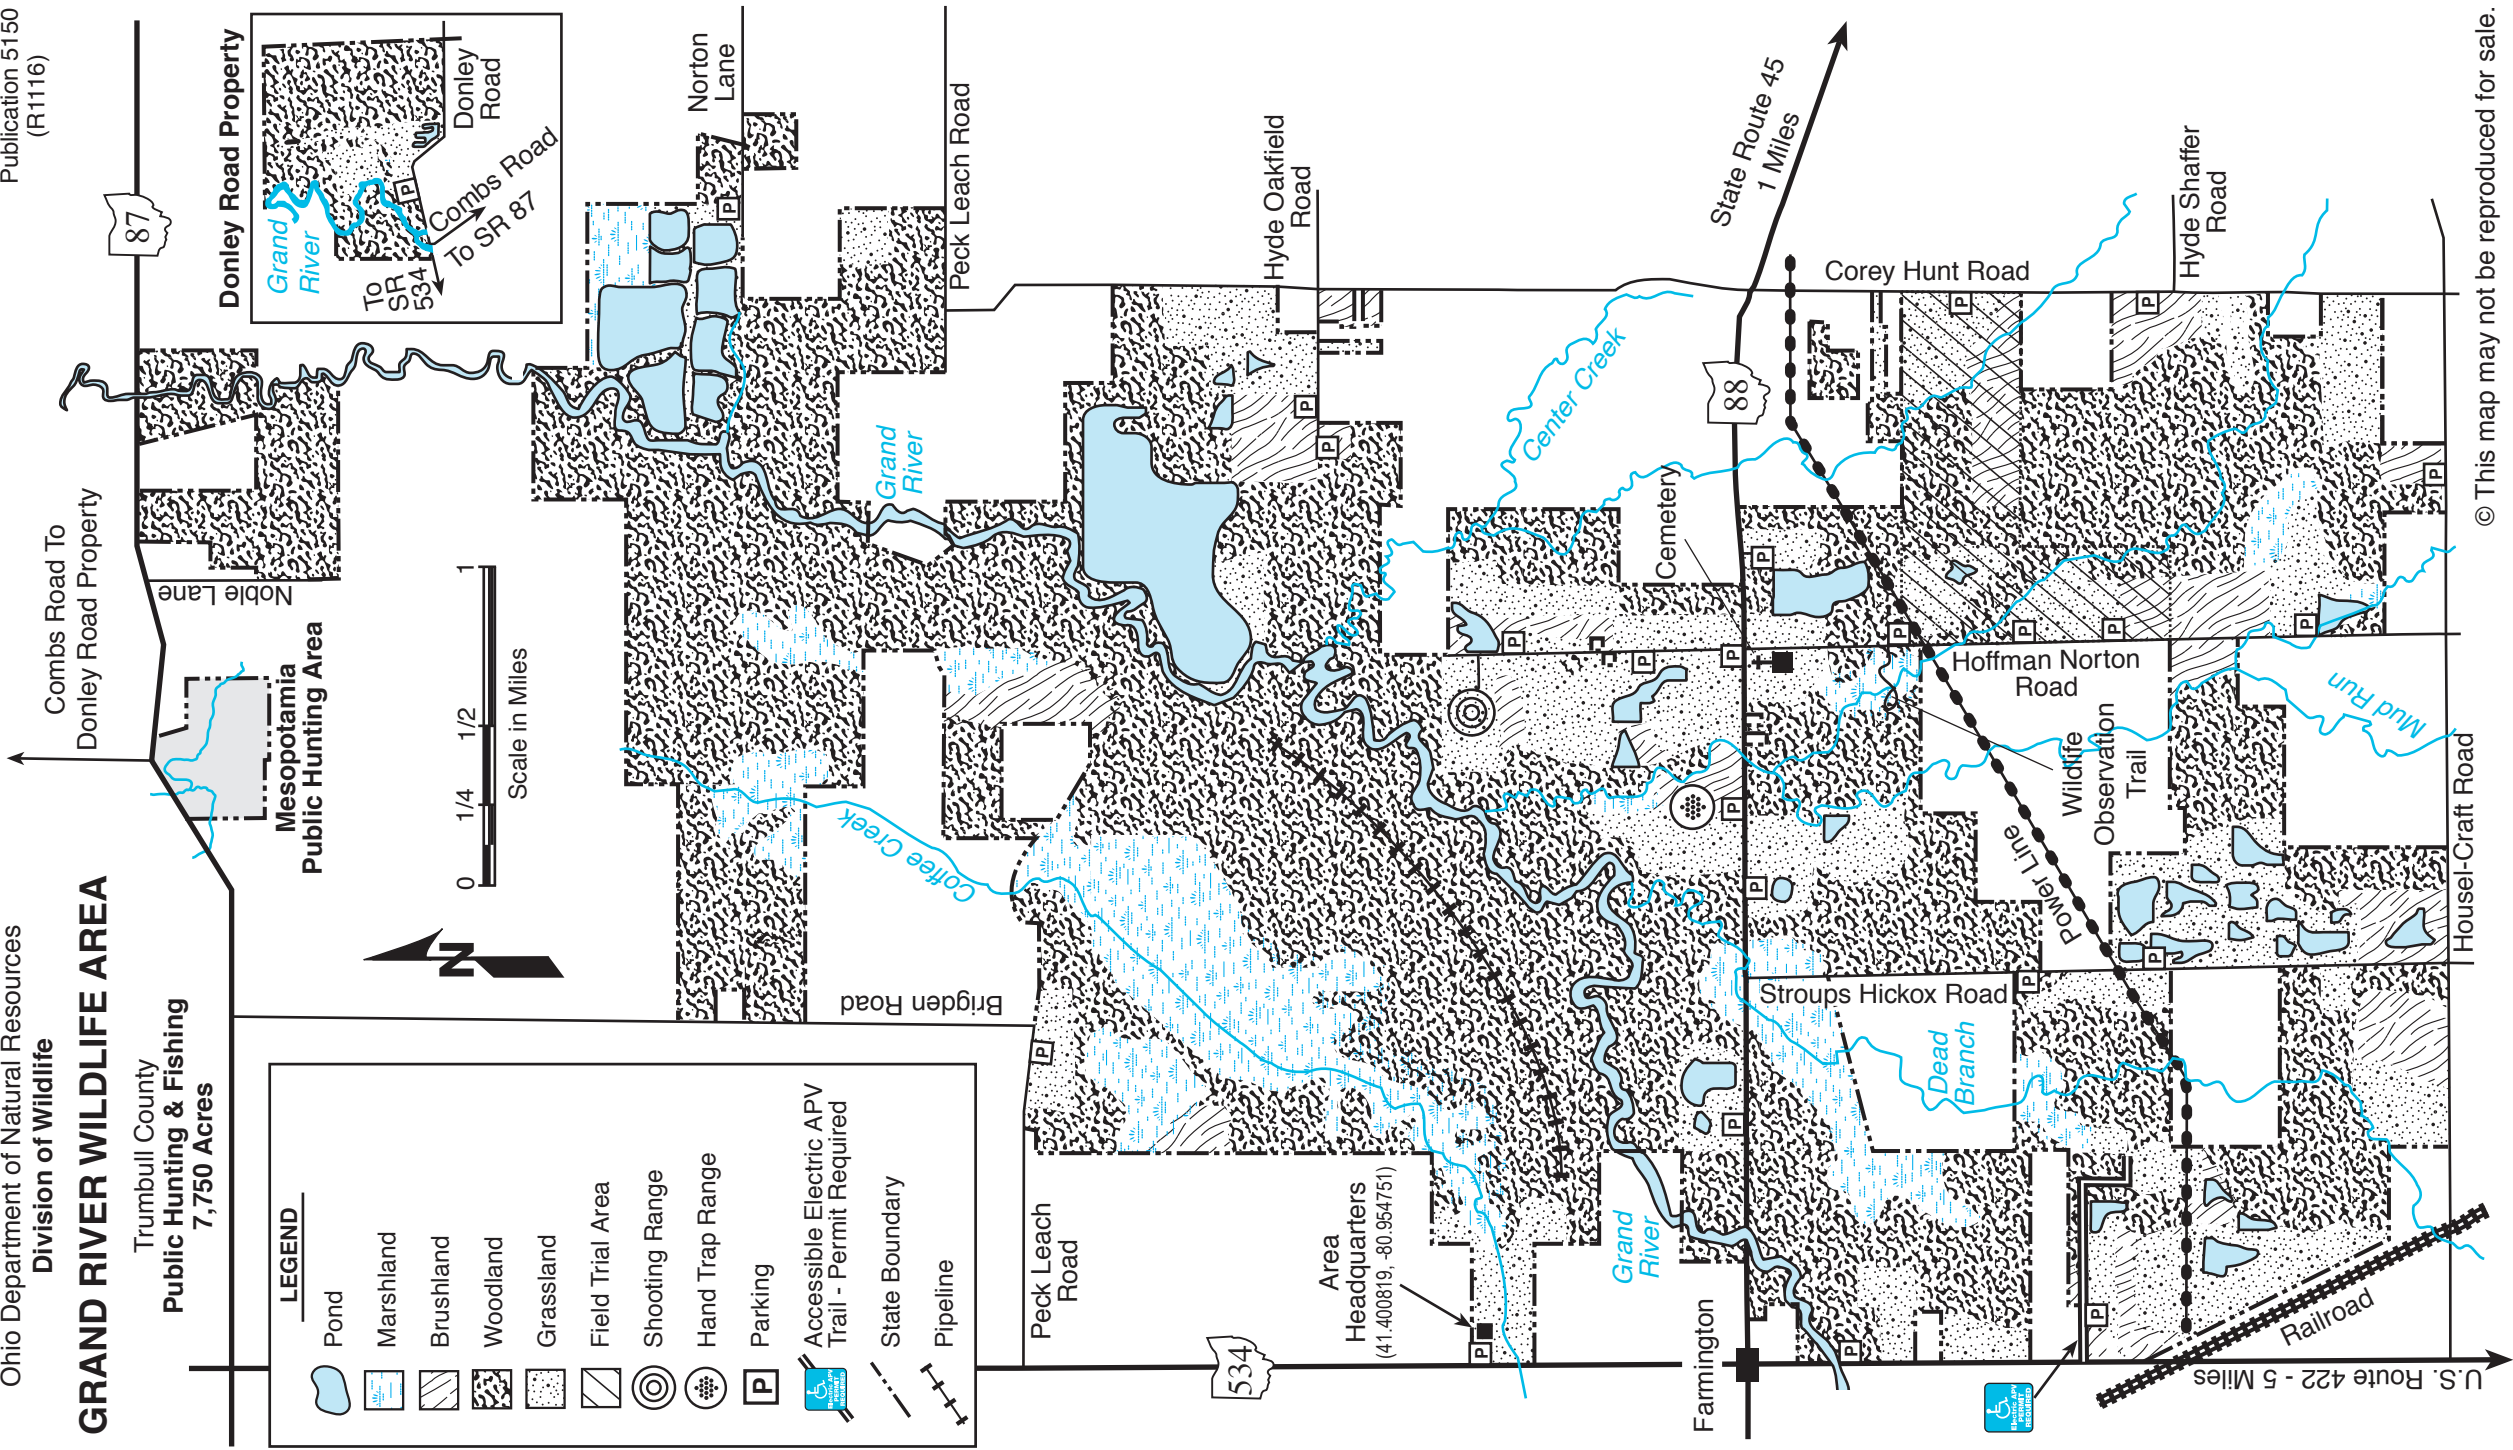 Publication 5150
(R1116)
Ohio Department of Natural Resources
Division of Wildlife
GRAND RIVER WILDLIFE AREA
Trumbull County
Public Hunting & Fishing
7,750 Acres
LEGEND
Pond
Marshland
Brushland
Woodland
Grassland
Field Trial Area
Shooting Range
Hand Trap Range
P
Parking
Electric APV
PERMIT
REQUIRED
Accessible Electric APV
Trail - Permit Required
State Boundary
Pipeline
Combs Road To
Donley Road Property
Mesopotamia
Public Hunting Area
Noble Lane
N
0
1/4
1/2
1
Scale in Miles
87
Donley Road Property
Grand
River
P
Donley
Road
Combs Road
To SR 87
To
SR
534
Norton
Lane
P
Peck Leach Road
Grand
River
Coffee Creek
Brigden Road
P
Peck Leach
Road
Hyde Oakfield
Road
P
P
534
Area
Headquarters
(41.400819, -80.954751)
P
Center Creek
Cemetery
State Route 45
1 Miles
88
Corey Hunt Road
P
P
Hyde Shaffer
Road
P
P
P
P
P
P
P
P
P
P
P
P
Hoffman Norton
Road
Wildlife
Observation
Trail
Power Line
Mud Run
P
Housel-Craft Road
P
P
Stroups Hickox Road
Dead
Branch
P
Grand
River
Farmington
P
P
Electric APV
PERMIT
REQUIRED
Railroad
U.S. Route 422 - 5 Miles
© This map may not be reproduced for sale.